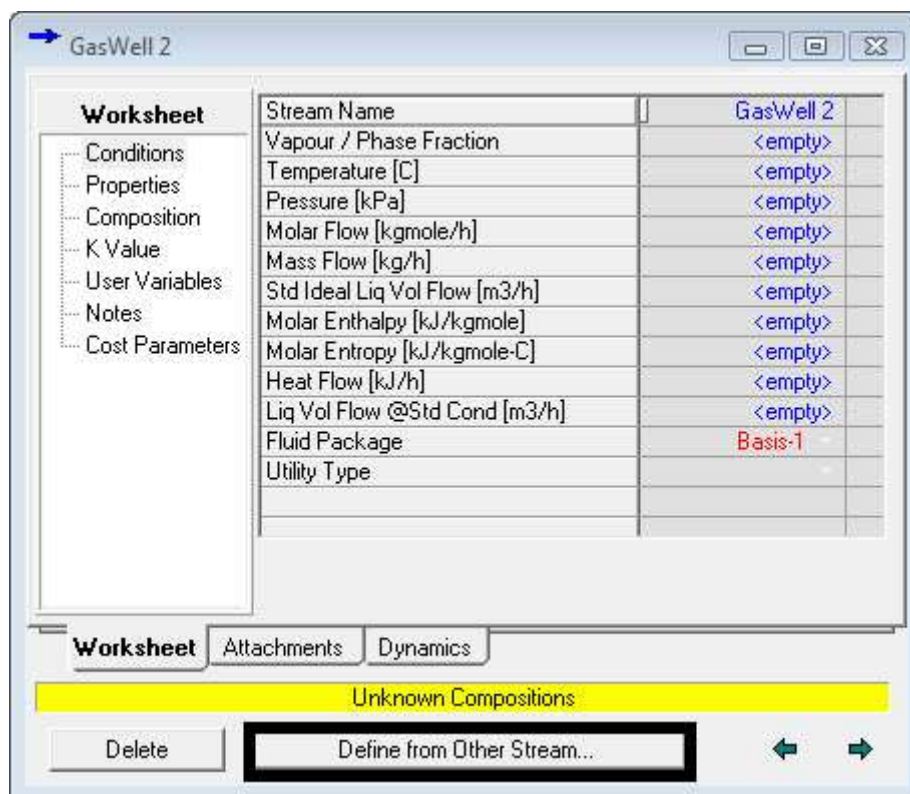 GasWell 2
Worksheet
Conditions
Properties
Composition
K Value
User Variables
Notes
Cost Parameters
Stream Name GasWell 2
Vapour / Phase Fraction <empty>
Temperature [C] <empty>
Pressure [kPa] <empty>
Molar Flow [kgmole/h] <empty>
Mass Flow [kg/h] <empty>
Std Ideal Liq Vol Flow [m3/h] <empty>
Molar Enthalpy [kJ/kgmole] <empty>
Molar Entropy [kJ/kgmole-C] <empty>
Heat Flow [kJ/h] <empty>
Liq Vol Flow @Std Cond [m3/h] <empty>
Fluid Package Basis-1
Utility Type
Worksheet Attachments Dynamics
Unknown Compositions
Delete Define from Other Stream...